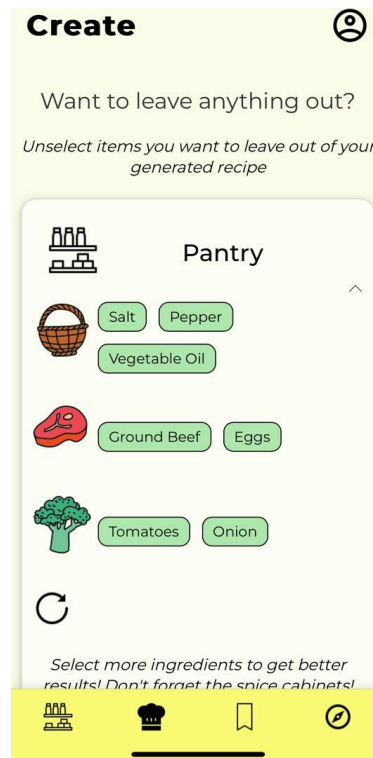 Create
Want to leave anything out?
Unselect items you want to leave out of your
generated recipe
Pantry
Salt Pepper
Vegetable Oil
Ground Beef Eggs
Tomatoes Onion
Select more ingredients to get better
results! Don't forget the spice cabinets!